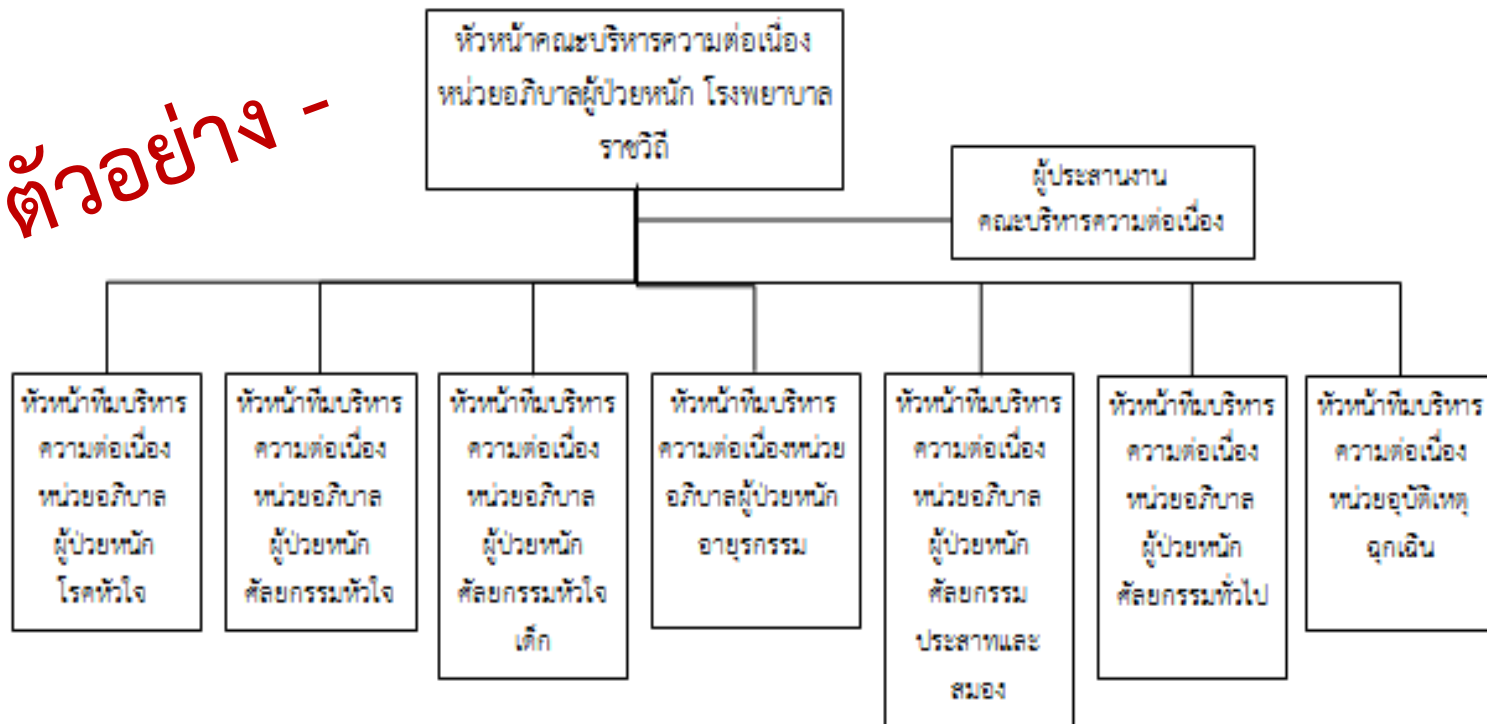 ตัวอย่าง -
หัวหน้าคณะบริหารความต่อเนื่อง
หน่วยอภิบาลผู้ป่วยหนัก โรงพยาบาล
ราชวิถี
ผู้ประสานงาน
คณะบริหารความต่อเนื่อง
หัวหน้าทีมบริหาร
ความต่อเนื่อง
หน่วยอภิบาล
ผู้ป่วยหนัก
โรคหัวใจ
หัวหน้าทีมบริหาร
ความต่อเนื่อง
หน่วยอภิบาล
ผู้ป่วยหนัก
ศัลยกรรมหัวใจ
หัวหน้าทีมบริหาร
ความต่อเนื่อง
หน่วยอภิบาล
ผู้ป่วยหนัก
ศัลยกรรมหัวใจ
เด็ก
หัวหน้าทีมบริหาร
ความต่อเนื่องหน่วย
อภิบาลผู้ป่วยหนัก
อายุรกรรม
หัวหน้าทีมบริหาร
ความต่อเนื่อง
หน่วยอภิบาล
ผู้ป่วยหนัก
ศัลยกรรม
ประสาทและ
สมอง
หัวหน้าทีมบริหาร
ความต่อเนื่อง
หน่วยอภิบาล
ผู้ป่วยหนัก
ศัลยกรรมทั่วไป
หัวหน้าทีมบริหาร
ความต่อเนื่อง
หน่วยอุบัติเหตุ
ฉุกเฉิน